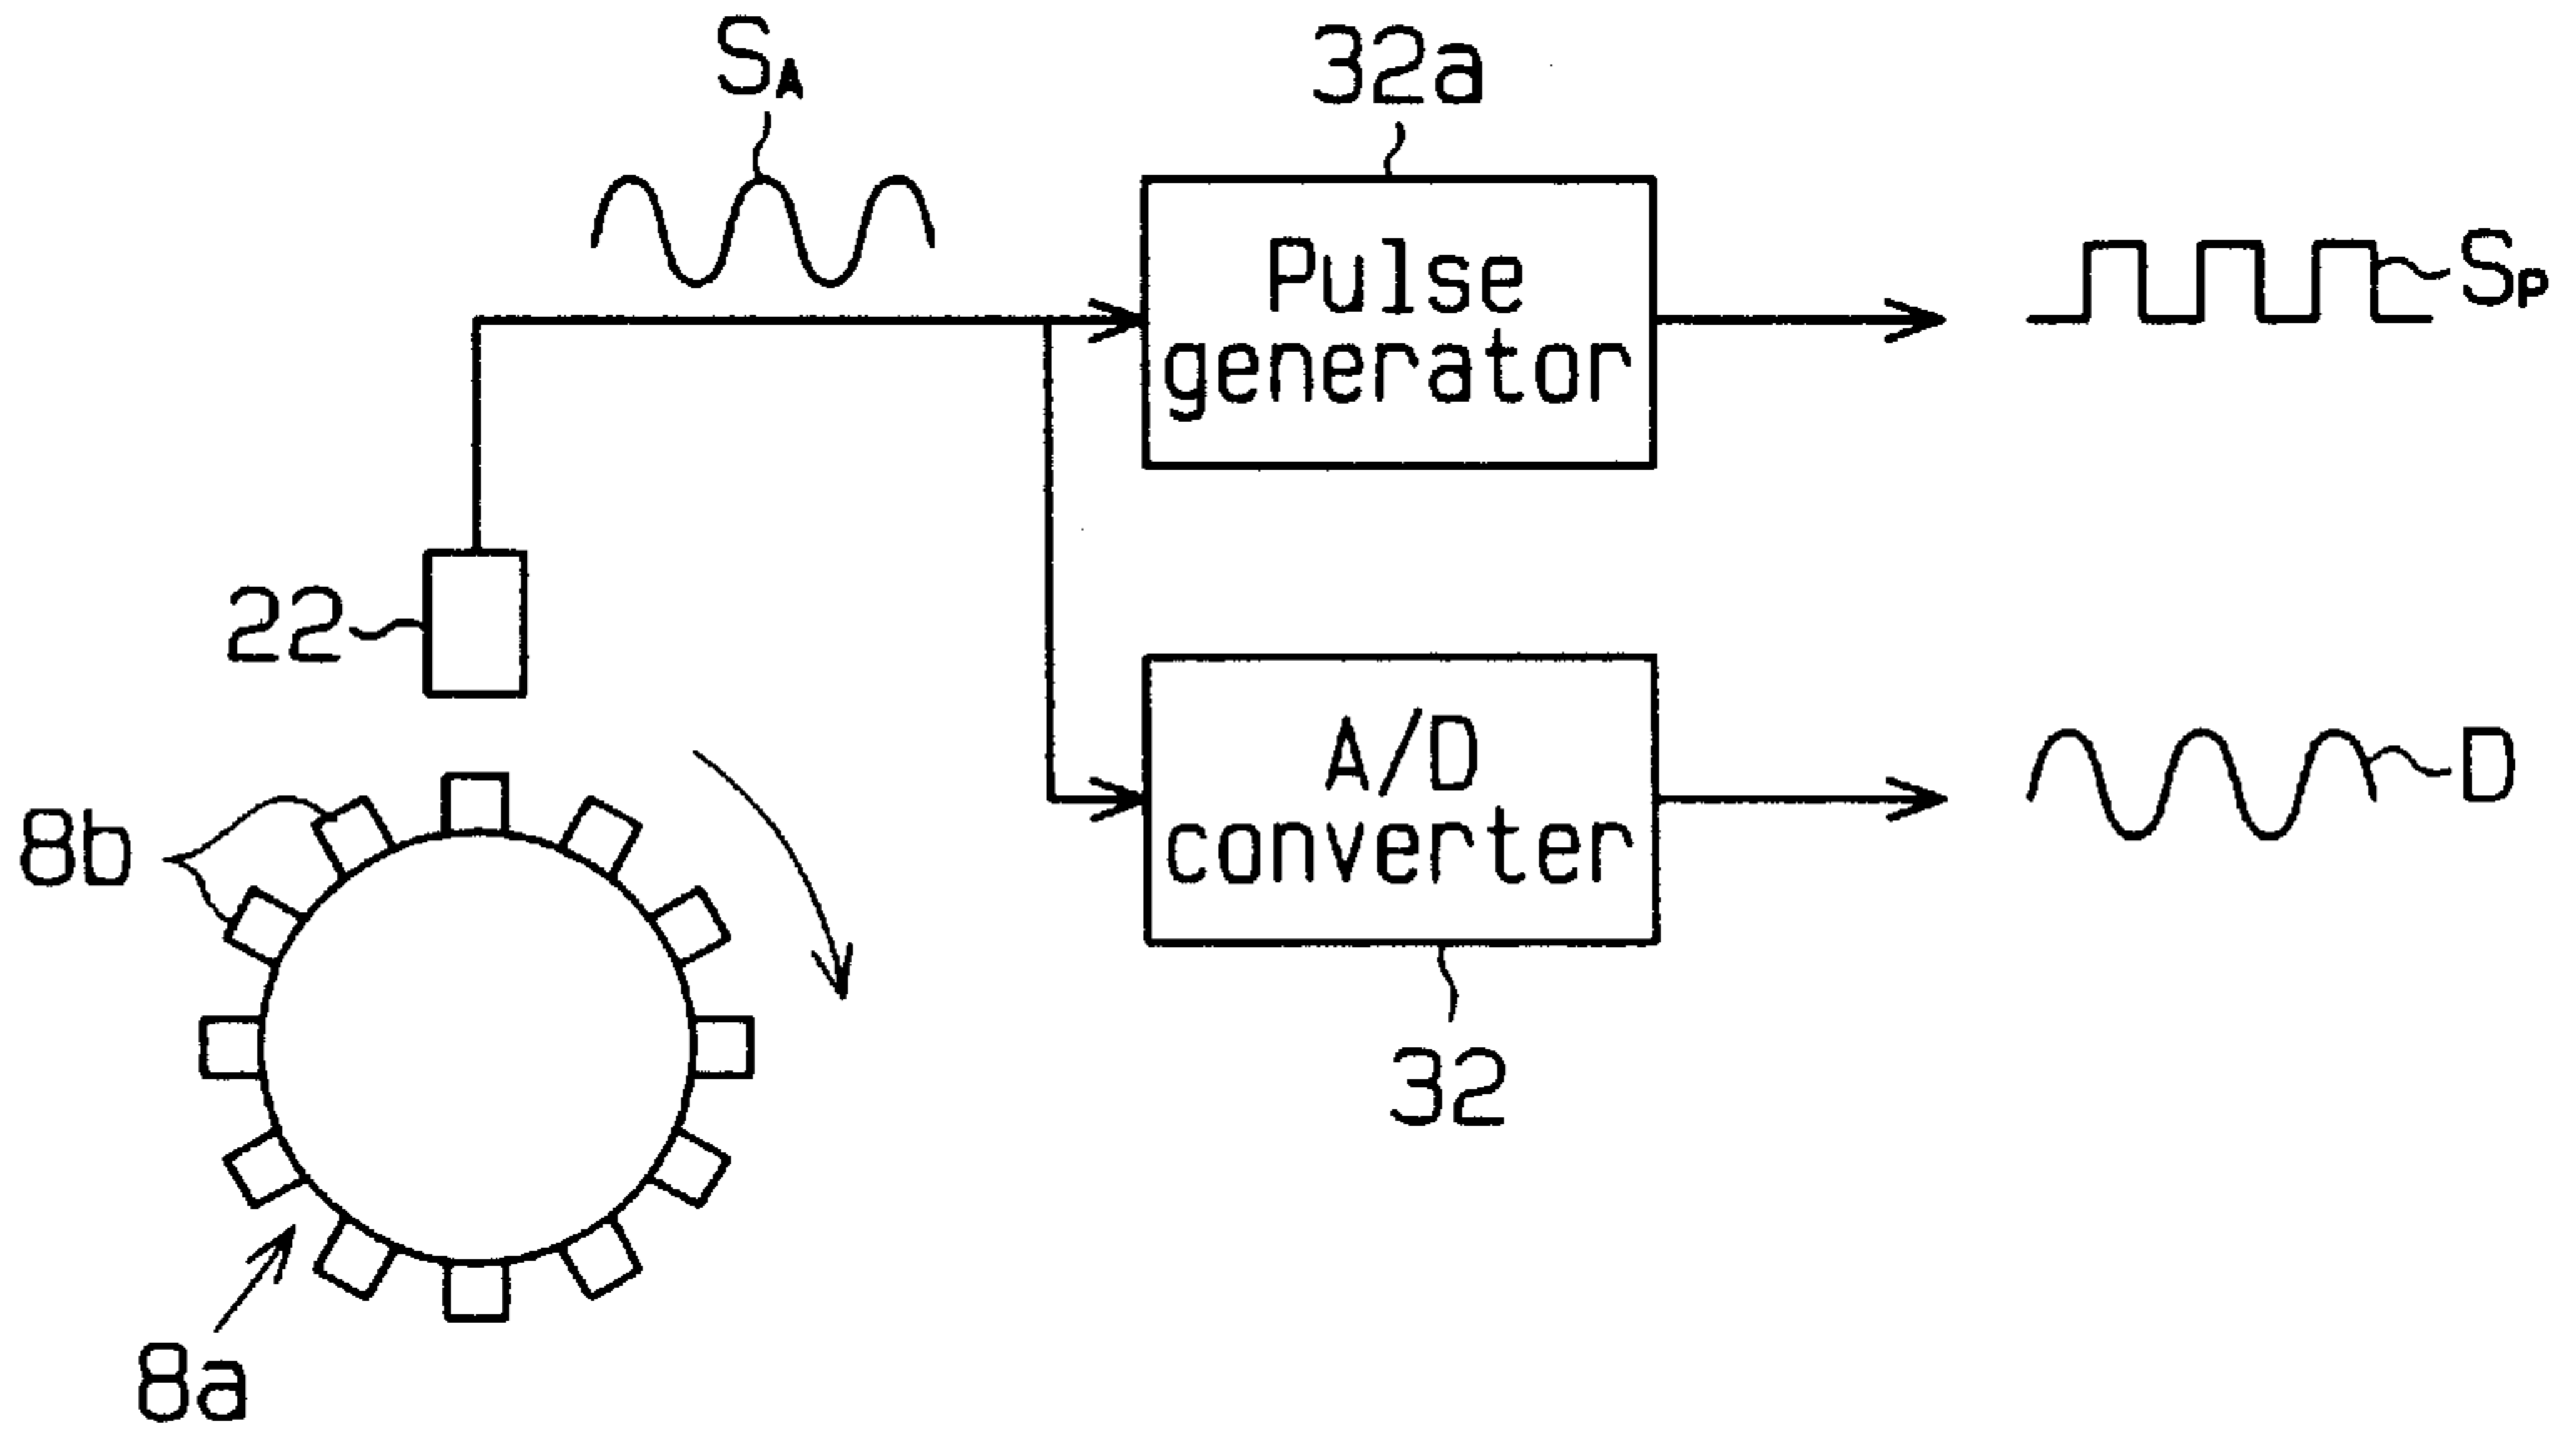 SA
32a
Pulse
generator
SP
22
A/D
converter
D
8b
32
8a